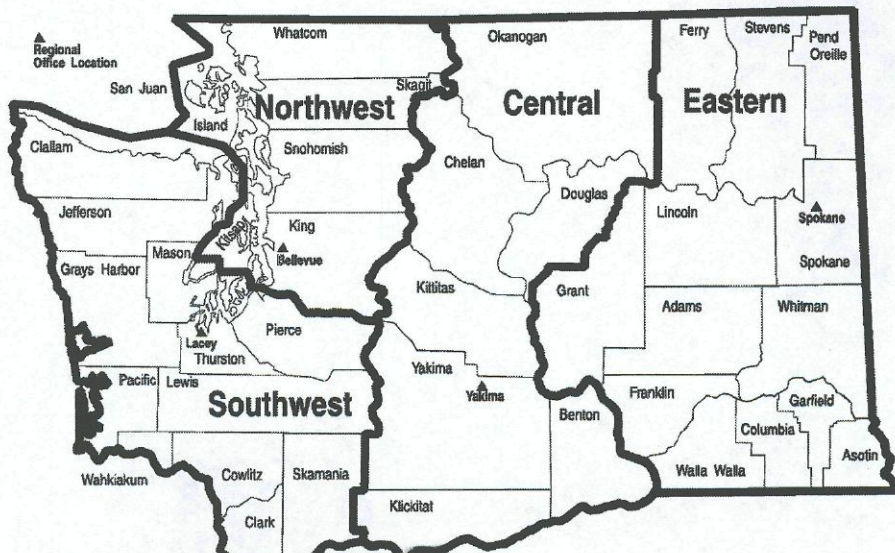 Regional
Office Location
Whatcom
Okanogan
Ferry
Stevens
Pend
Oreille
San Juan
Skagit
Northwest
Central
Eastern
Island
Clallam
Snohomish
Chelan
Douglas
Jefferson
King
Lincoln
Spokane
Kitsap
Mason
Bellevue
Grays Harbor
Spokane
Kittitas
Grant
Adams
Whitman
Lacey
Thurston
Pierce
Pacific
Lewis
Yakima
Yakima
Franklin
Garfield
Southwest
Benton
Columbia
Asotin
Wahkiakum
Cowlitz
Skamania
Walla Walla
Klickitat
Clark